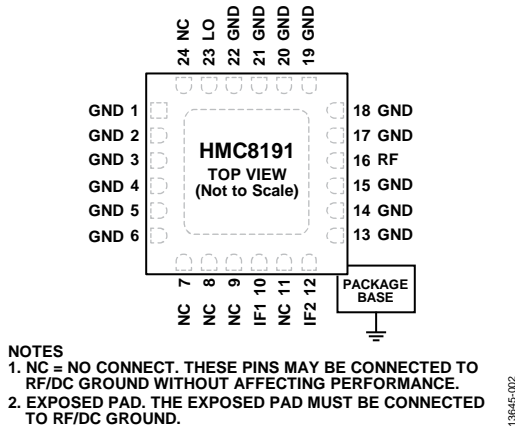 24 NC
23 LO
22 GND
21 GND
20 GND
19 GND
GND 1
GND 2
GND 3
GND 4
GND 5
GND 6
HMC8191
TOP VIEW
(Not to Scale)
18 GND
17 GND
16 RF
15 GND
14 GND
13 GND
NC 7
NC 8
NC 9
IF1 10
NC 11
IF2 12
PACKAGE
BASE
NOTES
1. NC = NO CONNECT. THESE PINS MAY BE CONNECTED TO
RF/DC GROUND WITHOUT AFFECTING PERFORMANCE.
2. EXPOSED PAD. THE EXPOSED PAD MUST BE CONNECTED
TO RF/DC GROUND.
13645-002